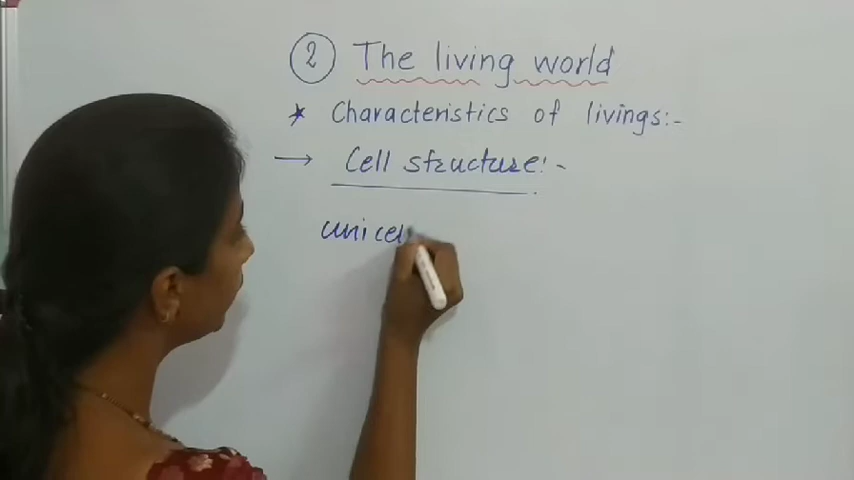 2 The living world
* Characteristics of livings:-
→ Cell structure:-
unicel